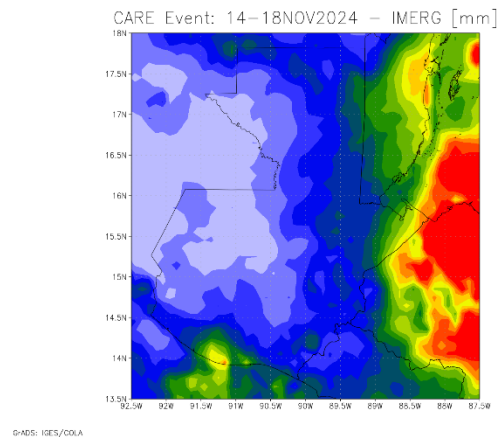 CARE Event: 14-18NOV2024 - IMERG [mm]
18N
17.5N
17N
16.5N
16N
15.5N
15N
14.5N
14N
13.5N
92.5W 92W 91.5W 91W 90.5W 90W 89.5W 89W 88.5W 88W 87.5W
GrADS: IGES/COLA